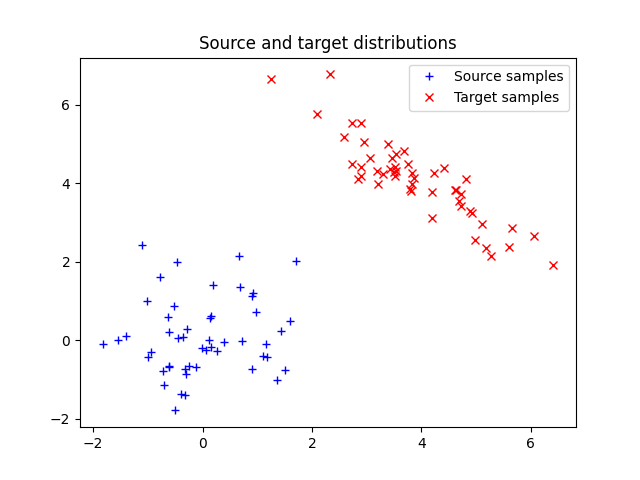 Source and target distributions
Source samples
Target samples
6
4
2
0
−2
−2 0 2 4 6